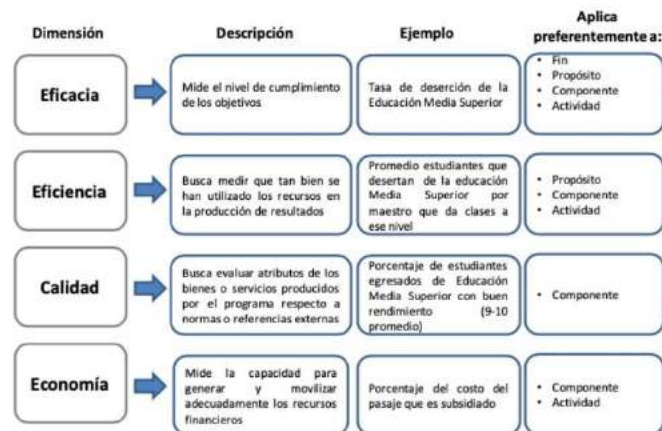 Dimensión
Descripción
Ejemplo
Aplica
preferentemente a:
Eficacia
Mide el nivel de cumplimiento
de los objetivos
Tasa de deserción de la
Educación Media Superior
• Fin
• Propósito
• Componente
• Actividad
Eficiencia
Busca medir que tan bien se
han utilizado los recursos en
la producción de resultados
Promedio estudiantes que
desertan de la educación
Media Superior por
maestro que da clases a
ese nivel
• Propósito
• Componente
• Actividad
Calidad
Busca evaluar atributos de los
bienes o servicios producidos
por el programa respecto a
normas o referencias externas
Porcentaje de estudiantes
egresados de Educación
Media Superior con buen
rendimiento (9-10
promedio)
• Componente
Economía
Mide la capacidad para
generar y movilizar
adecuadamente los recursos
financieros
Porcentaje del costo del
pasaje que es subsidiado
• Componente
• Actividad